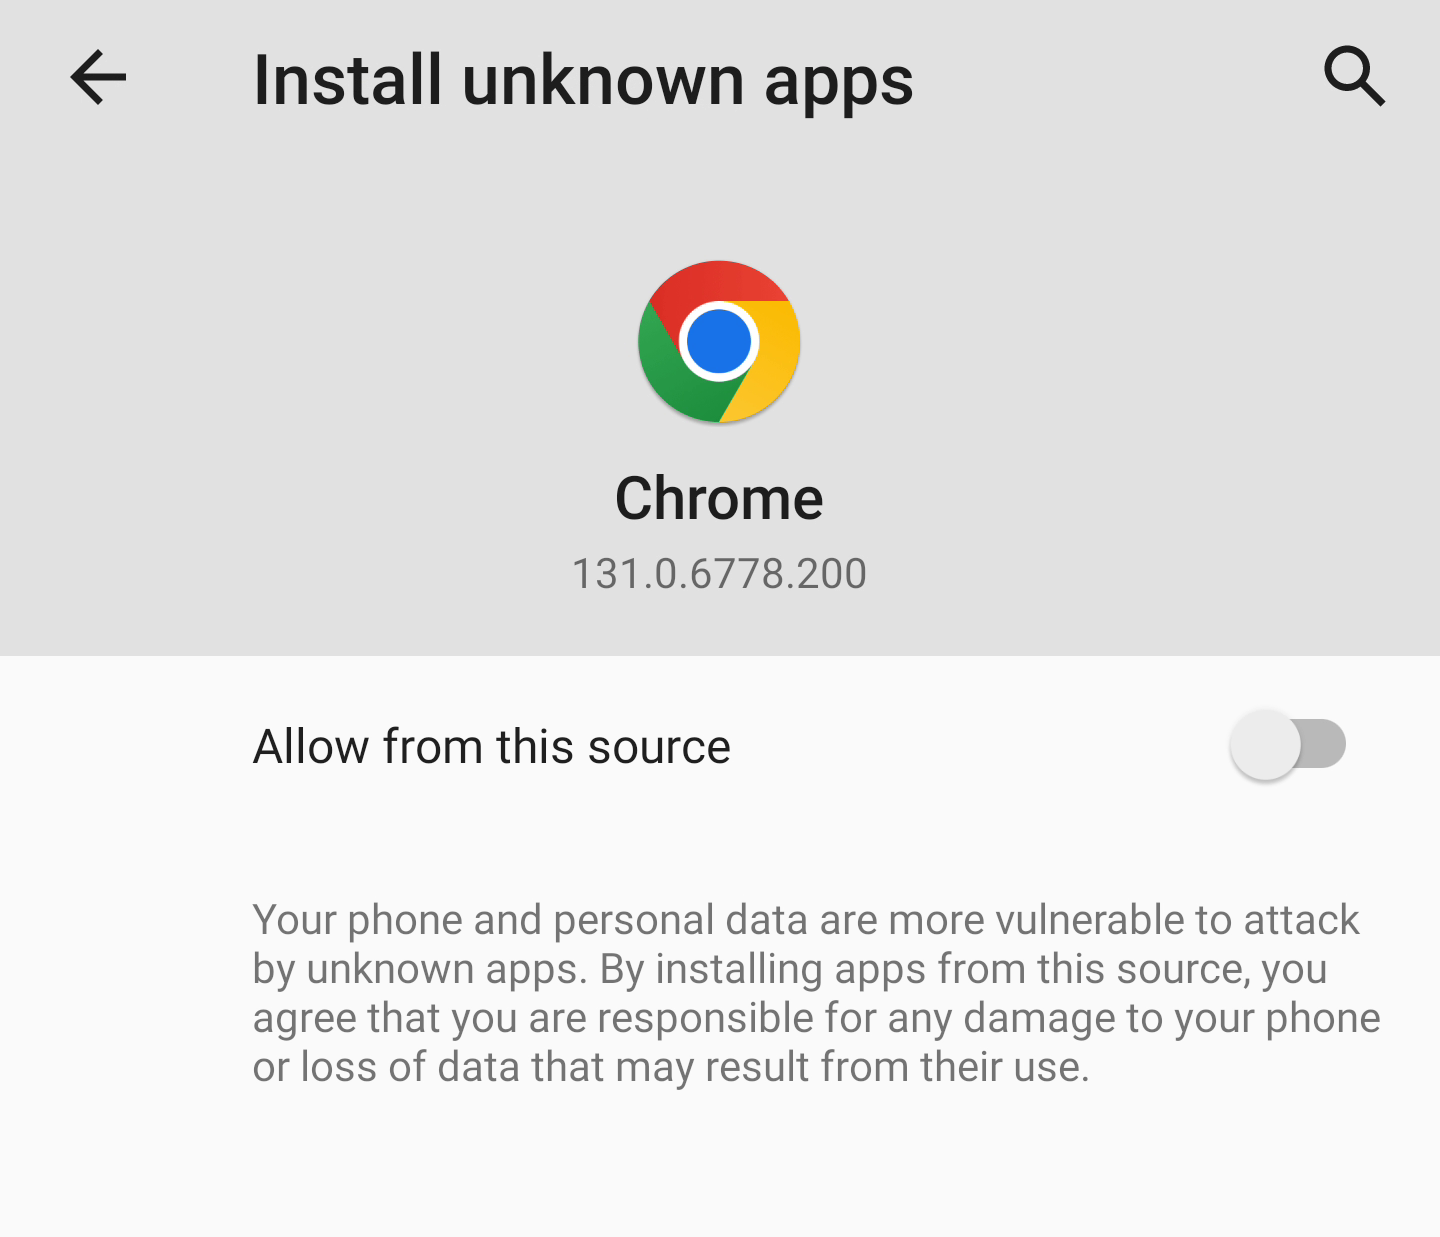 Install unknown apps
Chrome
131.0.6778.200
Allow from this source
Your phone and personal data are more vulnerable to attack
by unknown apps. By installing apps from this source, you
agree that you are responsible for any damage to your phone
or loss of data that may result from their use.